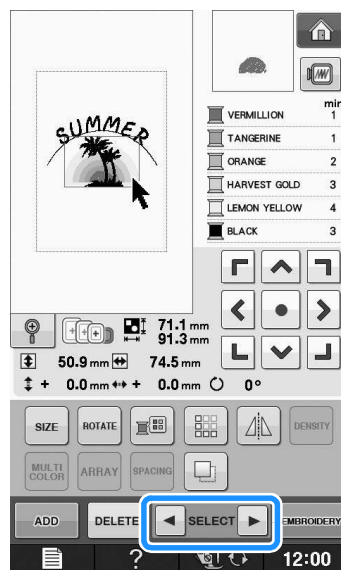 SUMMER
min
VERMILLION 1
TANGERINE 1
ORANGE 2
HARVEST GOLD 3
LEMON YELLOW 4
BLACK 3
71.1 mm
91.3 mm
50.9 mm 74.5 mm
+ 0.0 mm + 0.0 mm 0°
SIZE ROTATE DENSITY
MULTI COLOR ARRAY SPACING
ADD DELETE SELECT EMBROIDERY
? 12:00